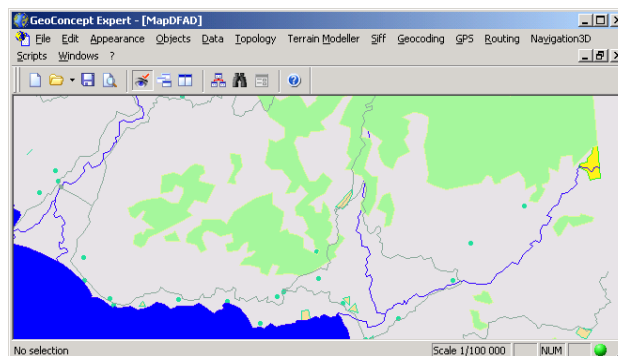 GeoConcept Expert - [MapDFAD]
File Edit Appearance Objects Data Topology Terrain Modeller Siff Geocoding GPS Routing Navigation3D
Scripts Windows ?
No selection Scale 1/100 000 NUM